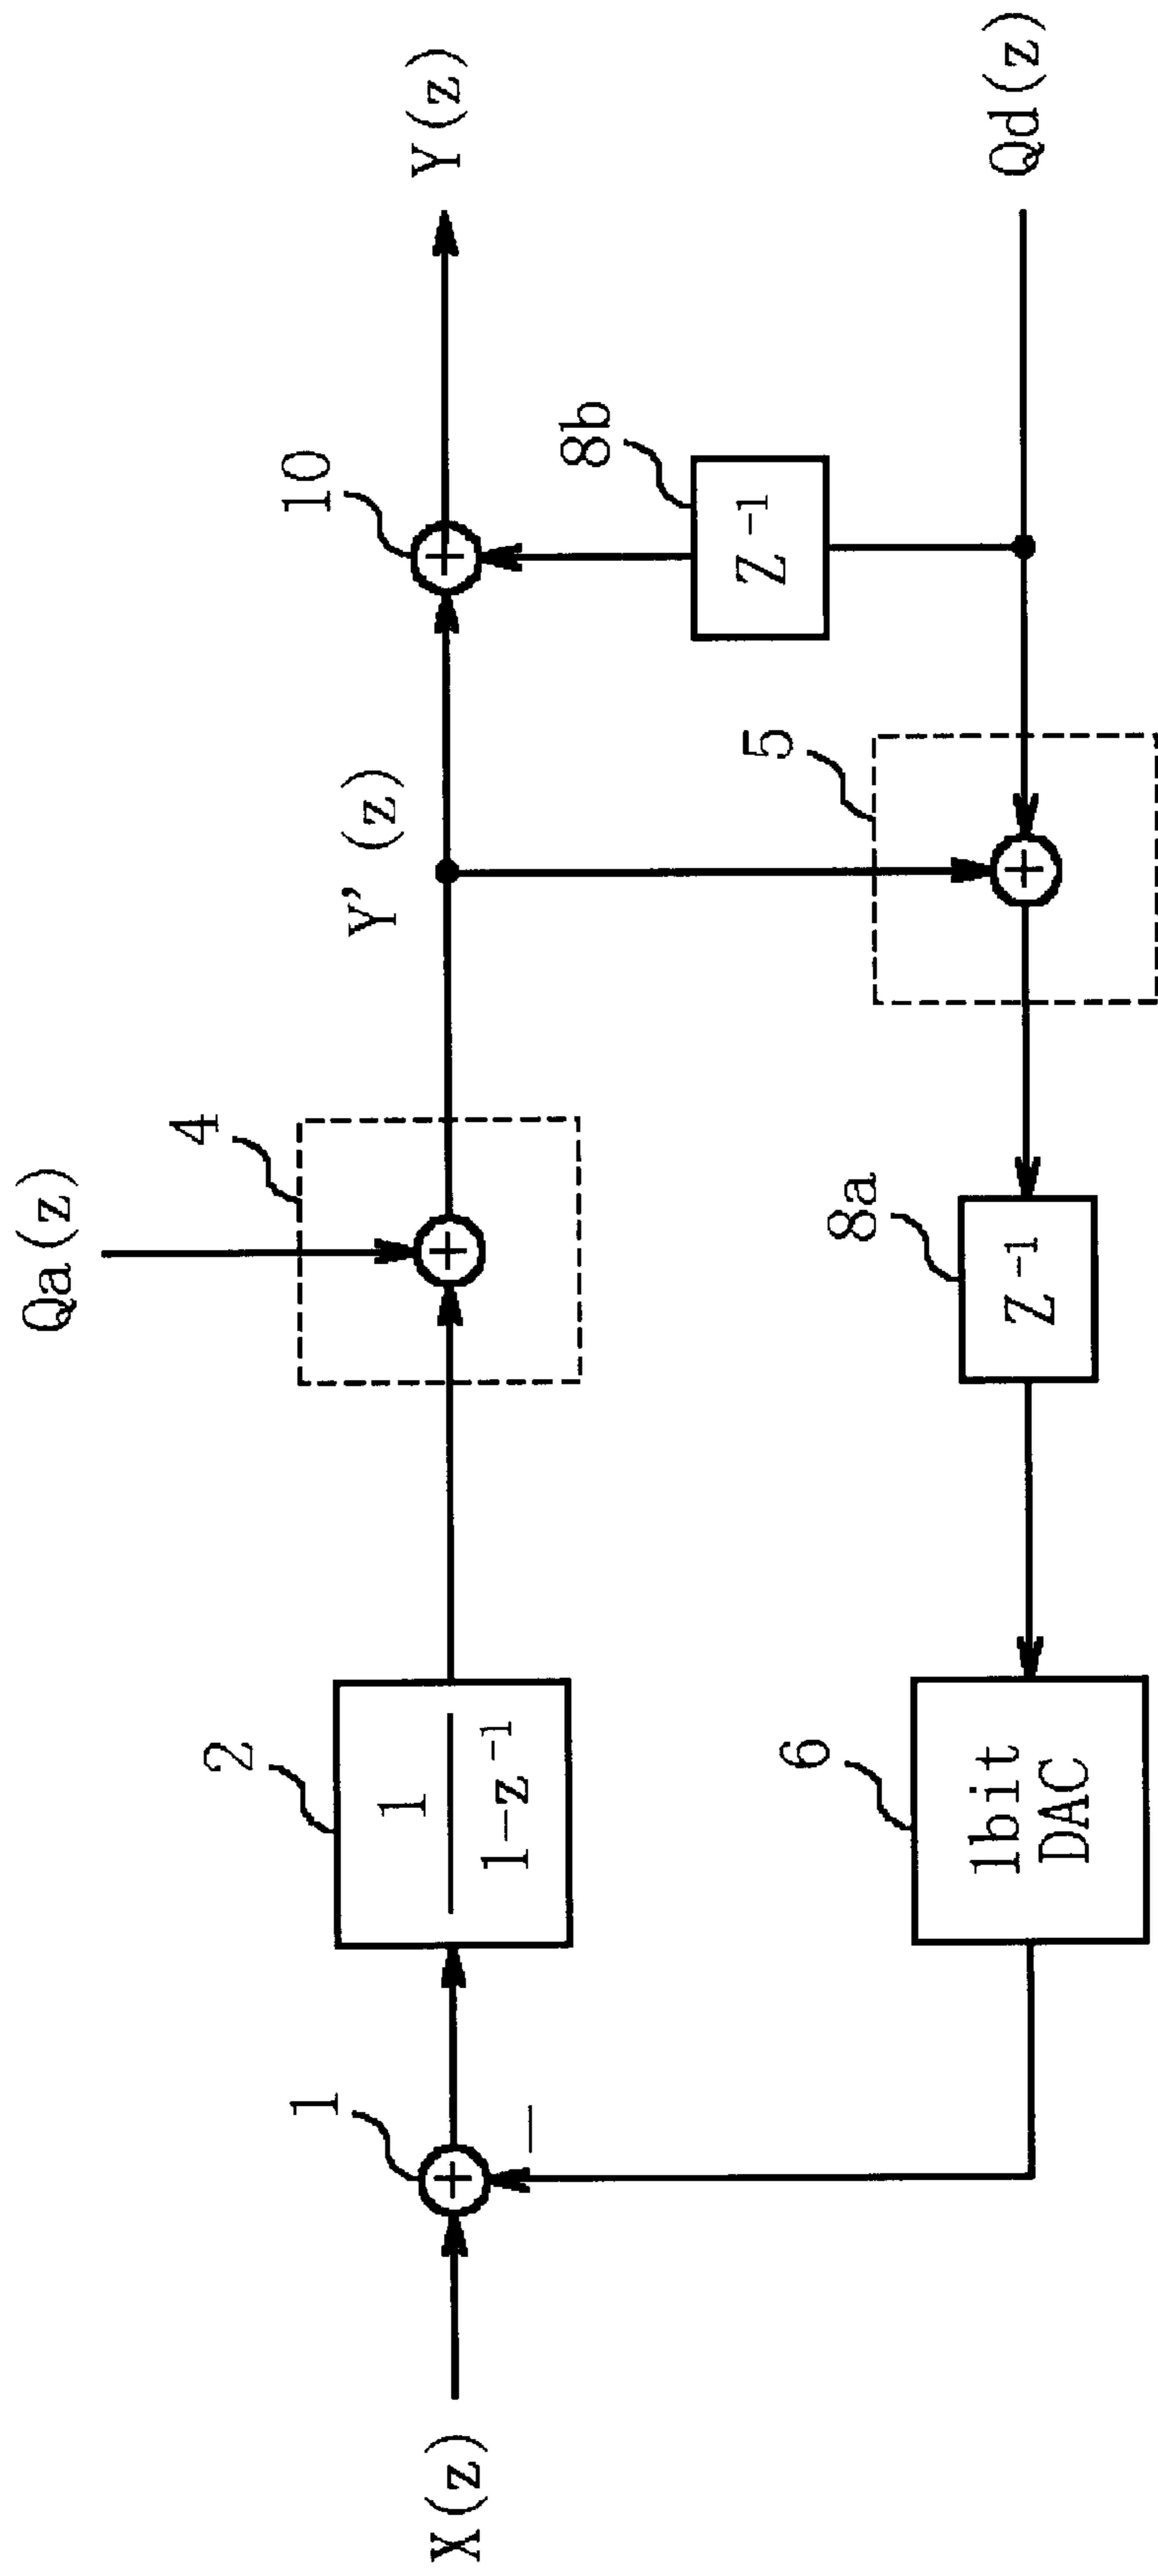 Qa(z)
4
Y'(z)
10
Y(z)
X(z)
1
2
1
1-z⁻¹
5
8b
Z⁻¹
6
1bit
DAC
8a
Z⁻¹
Qd(z)
+
+
+
+
−